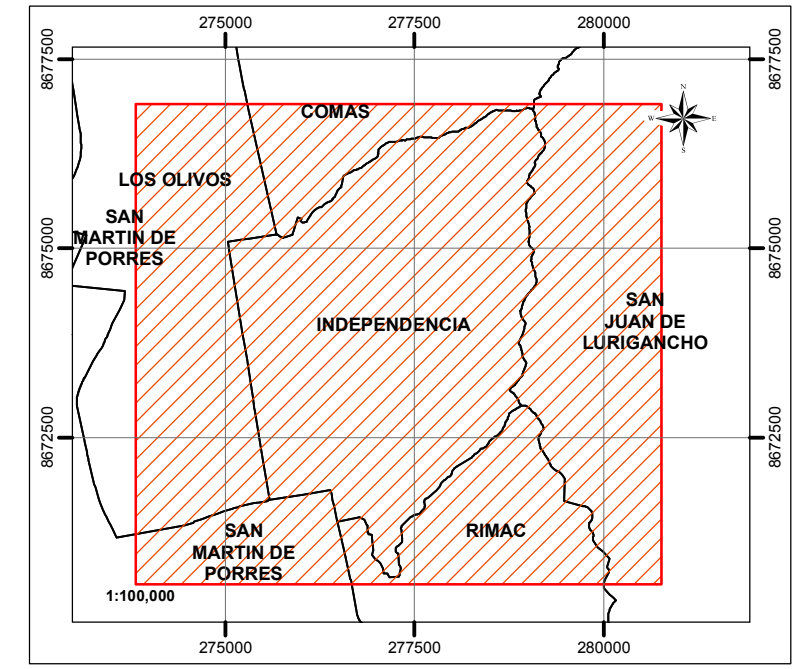 275000
277500
280000
8677500
8677500
N
W
E
S
COMAS
LOS OLIVOS
SAN
MARTIN DE
PORRES
8675000
8675000
SAN
JUAN DE
LURIGANCHO
INDEPENDENCIA
8672500
8672500
SAN
MARTIN DE
PORRES
RIMAC
1:100,000
275000
277500
280000